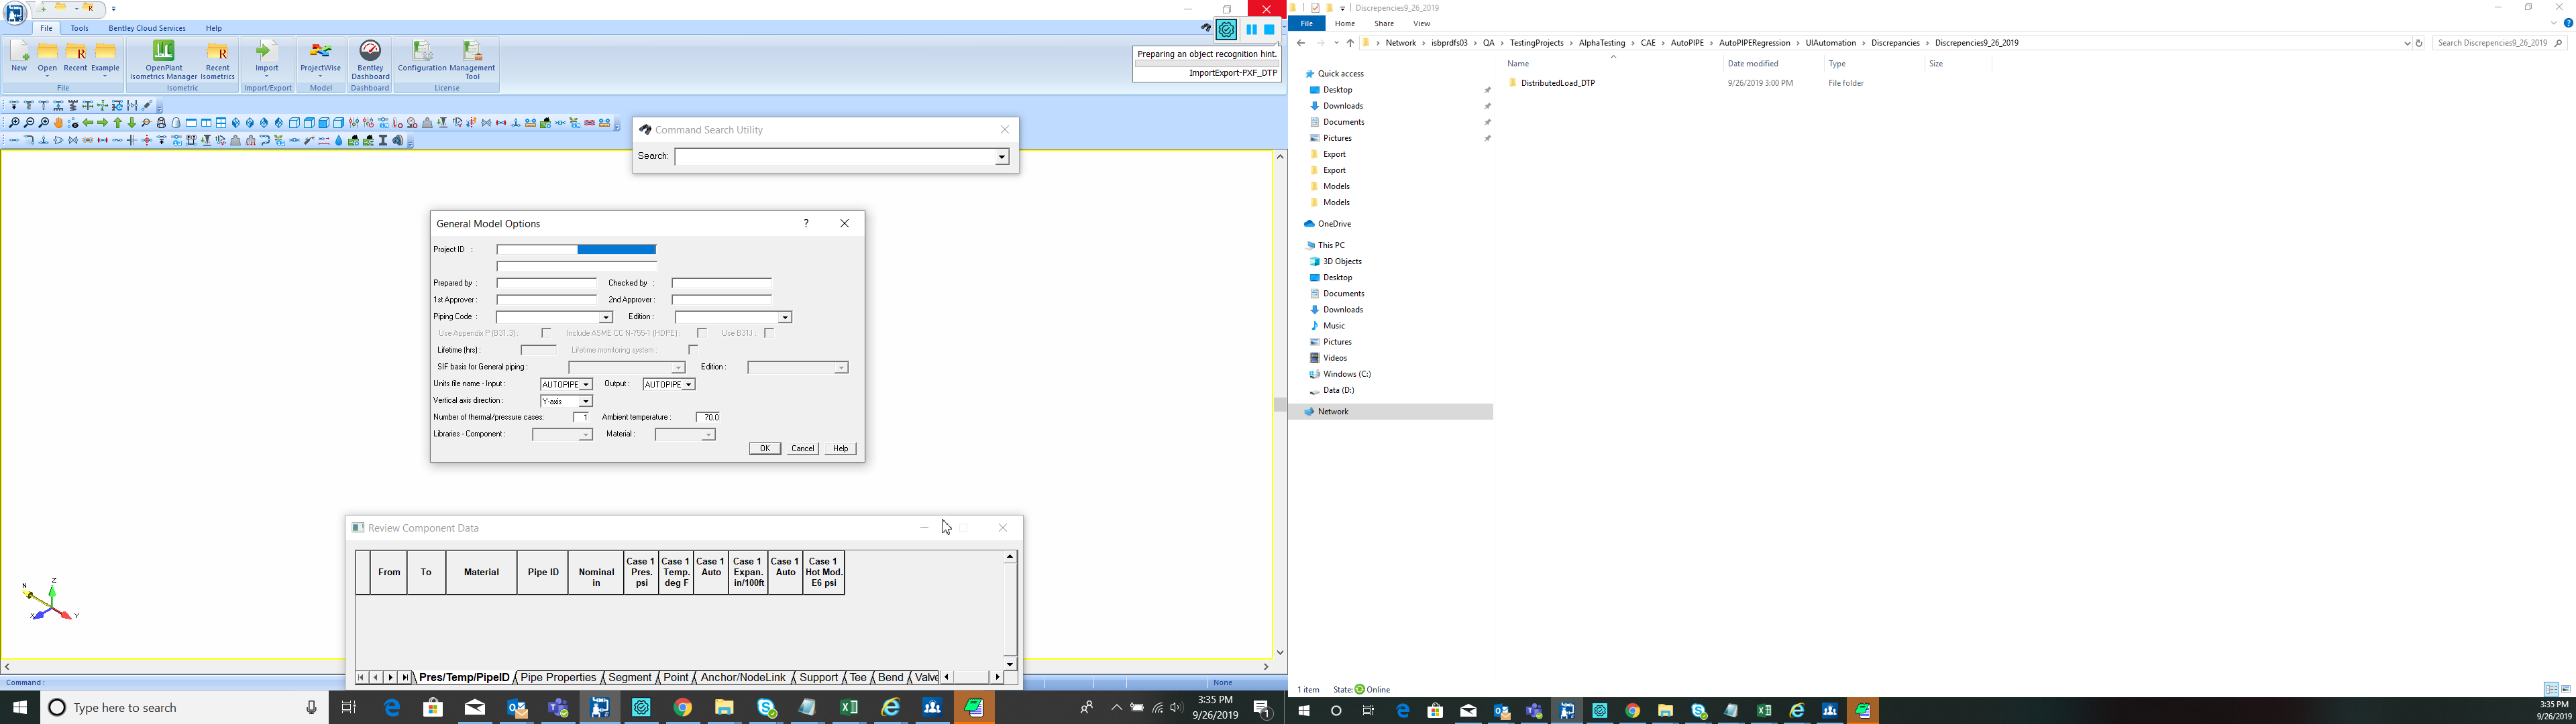 File Tools Bentley Cloud Services Help
New Open Recent Example OpenPlant Isometrics Manager Recent Isometrics Import ProjectWise Bentley Dashboard Configuration Management Tool
File Isometric Import/Export Model Dashboard License
Preparing an object recognition hint.
ImportExport-PXF_DTP
Command Search Utility
Search:
General Model Options ?
Project ID :
Prepared by : Checked by :
1st Approver : 2nd Approver :
Piping Code : Edition :
Use Appendix P (B31.3) : Include ASME CC N-755-1 (HDPE) : Use B31J :
Lifetime (hrs) : Lifetime monitoring system :
SIF basis for General piping : Edition :
Units file name - Input : AUTOPIPE Output : AUTOPIPE
Vertical axis direction : Y-axis
Number of thermal/pressure cases: 1 Ambient temperature : 70.0
Libraries - Component : Material :
OK Cancel Help
Review Component Data
From To Material Pipe ID Nominal in Case 1 Pres. psi Case 1 Temp. deg F Case 1 Auto Case 1 Expan. in/100ft Case 1 Auto Case 1 Hot Mod. E6 psi
Pres/Temp/PipeID Pipe Properties Segment Point Anchor/NodeLink Support Tee Bend Valve
N Z X Y
Command : None
Type here to search
3:35 PM
9/26/2019
1
Discrepencies9_26_2019
File Home Share View
Network isbprdfs03 QA TestingProjects AlphaTesting CAE AutoPIPE AutoPIPERegression UIAutomation Discrepancies Discrepencies9_26_2019
Search Discrepencies9_26_2019
Name Date modified Type Size
DistributedLoad_DTP 9/26/2019 3:00 PM File folder
Quick access
Desktop
Downloads
Documents
Pictures
Export
Export
Models
Models
OneDrive
This PC
3D Objects
Desktop
Documents
Downloads
Music
Pictures
Videos
Windows (C:)
Data (D:)
Network
1 item State: Online
3:35 PM
9/26/2019